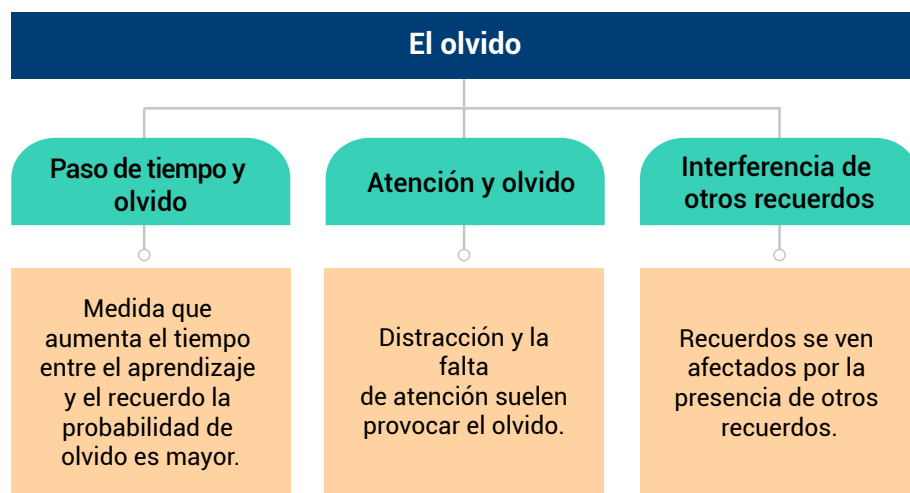 El olvido
Paso de tiempo y
olvido
Medida que
aumenta el tiempo
entre el aprendizaje
y el recuerdo la
probabilidad de
olvido es mayor.
Atención y olvido
Distracción y la
falta
de atención suelen
provocar el olvido.
Interferencia de
otros recuerdos
Recuerdos se ven
afectados por la
presencia de otros
recuerdos.